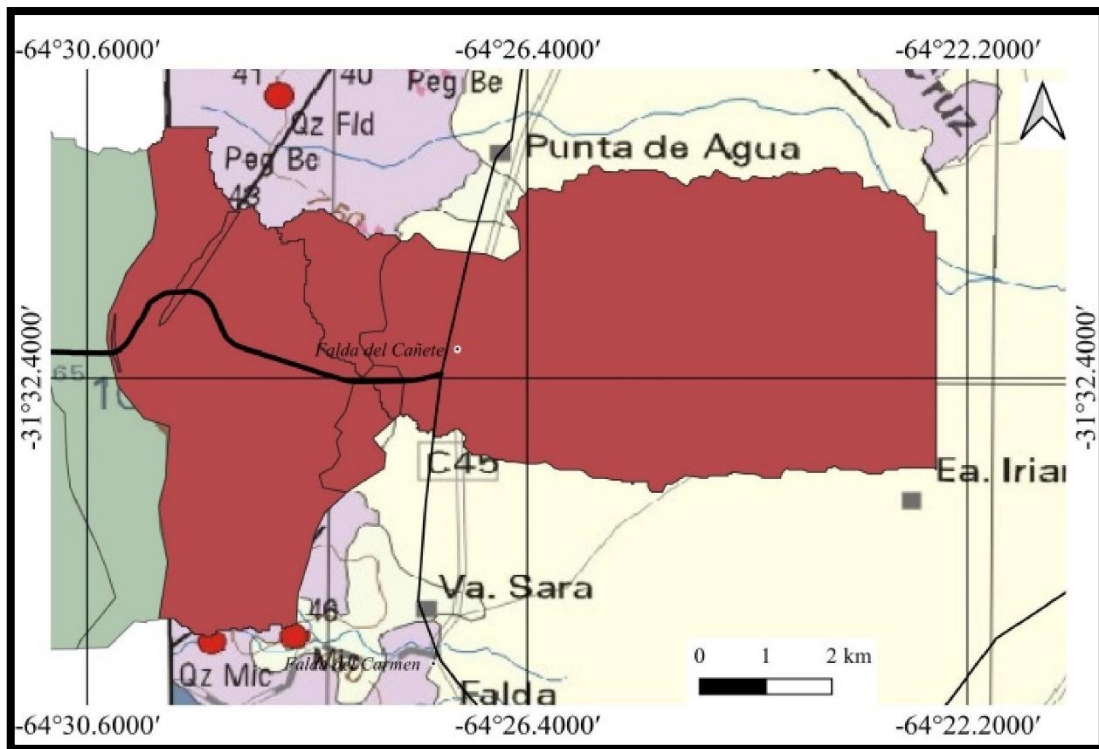 -64°30.6000′ -64°26.4000′ -64°22.2000′
41 40 Peg Be
Cruz
Qz Fld
Punta de Agua
Peg Be
43
750
Falda del Cañete
-31°32.4000′ -31°32.4000′
65
C45
Ea. Iriar
Va. Sara
46
0 1 2 km
Qz Mic
Falda del Carmen
Falda
-64°30.6000′ -64°26.4000′ -64°22.2000′